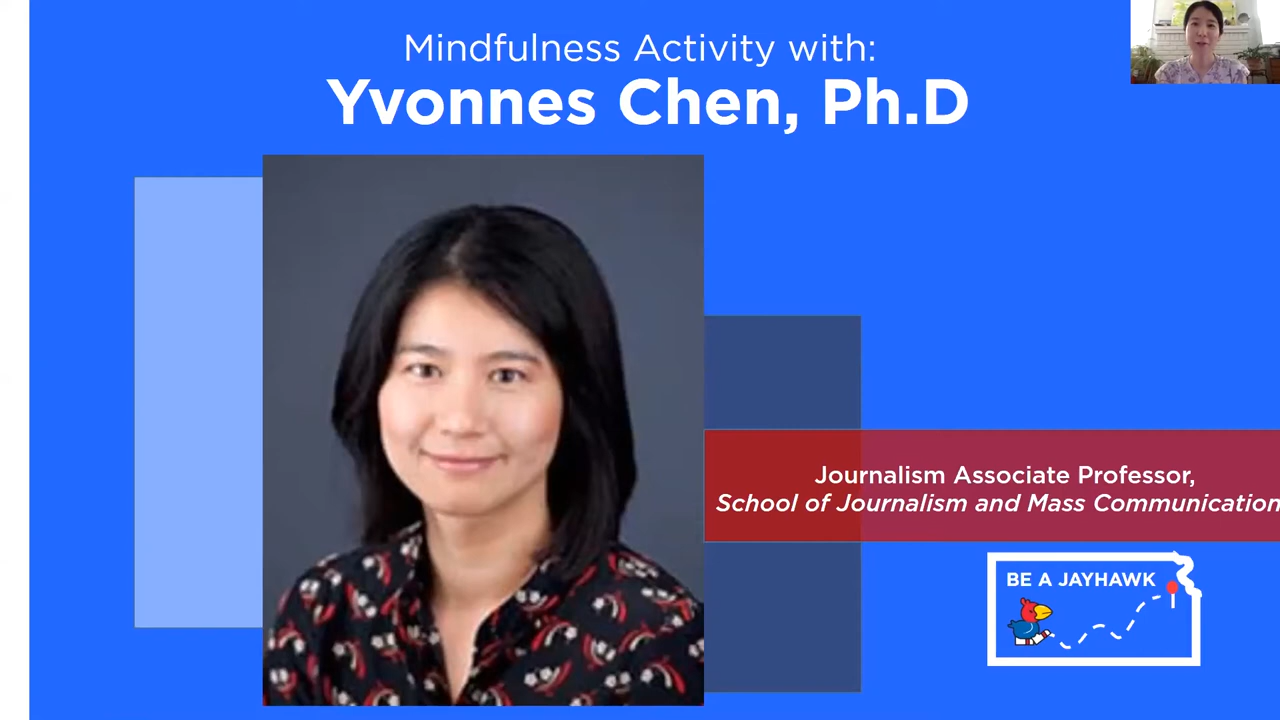 Mindfulness Activity with:
Yvonnes Chen, Ph.D
Journalism Associate Professor,
School of Journalism and Mass Communication
BE A JAYHAWK